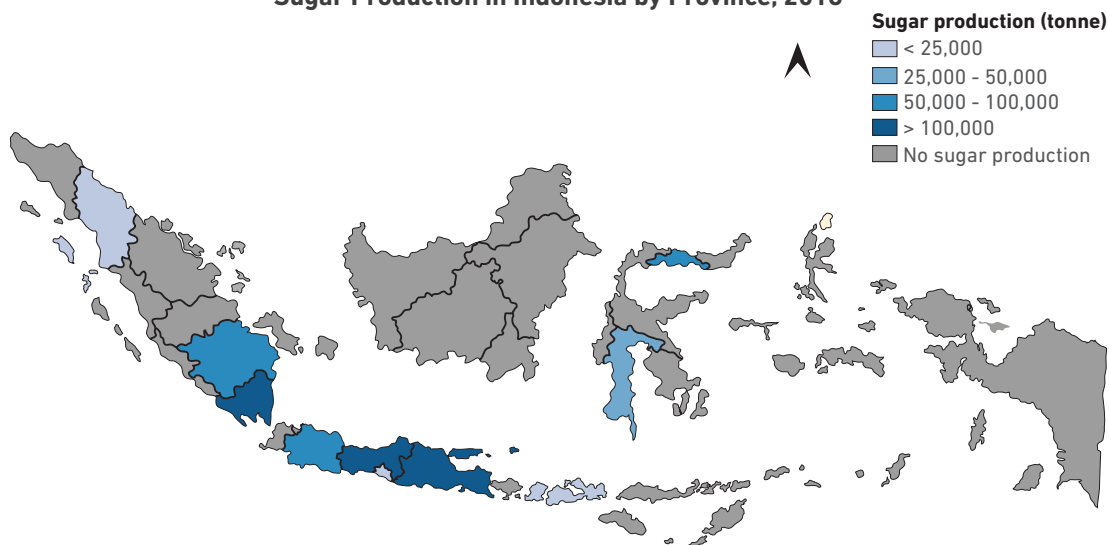 Sugar Production in Indonesia by Province, 2018
Sugar production (tonne)
< 25,000
25,000 - 50,000
50,000 - 100,000
> 100,000
No sugar production